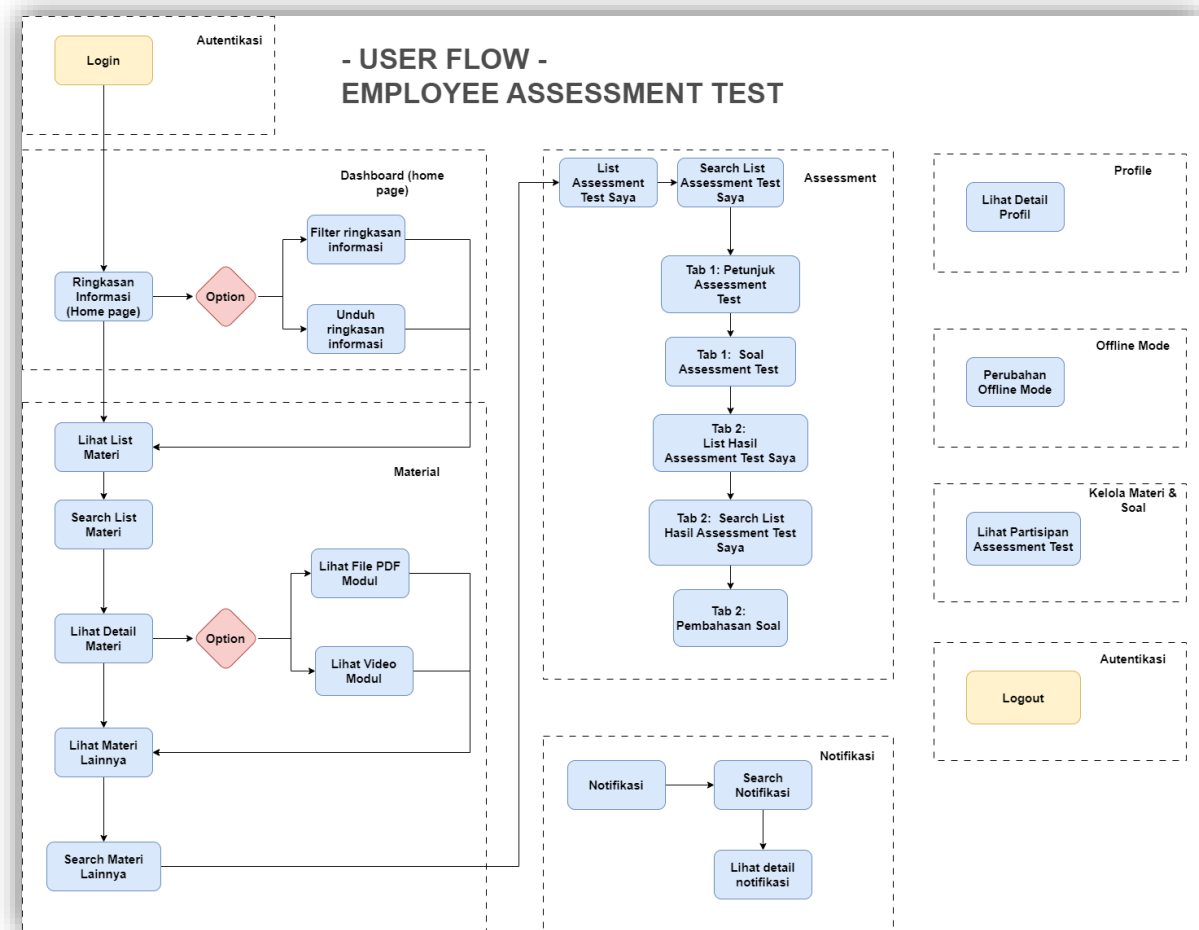 Autentikasi
Login
- USER FLOW -
EMPLOYEE ASSESSMENT TEST
Dashboard (home
page)
Ringkasan
Informasi
(Home page)
Option
Filter ringkasan
informasi
Unduh
ringkasan
informasi
Material
Lihat List
Materi
Search List
Materi
Lihat Detail
Materi
Option
Lihat File PDF
Modul
Lihat Video
Modul
Lihat Materi
Lainnya
Search Materi
Lainnya
Assessment
List
Assessment
Test Saya
Search List
Assessment Test
Saya
Tab 1: Petunjuk
Assessment
Test
Tab 1: Soal
Assessment Test
Tab 2:
List Hasil
Assessment Test Saya
Tab 2: Search List
Hasil Assessment Test
Saya
Tab 2:
Pembahasan Soal
Notifikasi
Notifikasi
Search
Notifikasi
Lihat detail
notifikasi
Profile
Lihat Detail
Profil
Offline Mode
Perubahan
Offline Mode
Kelola Materi &
Soal
Lihat Partisipan
Assessment Test
Autentikasi
Logout